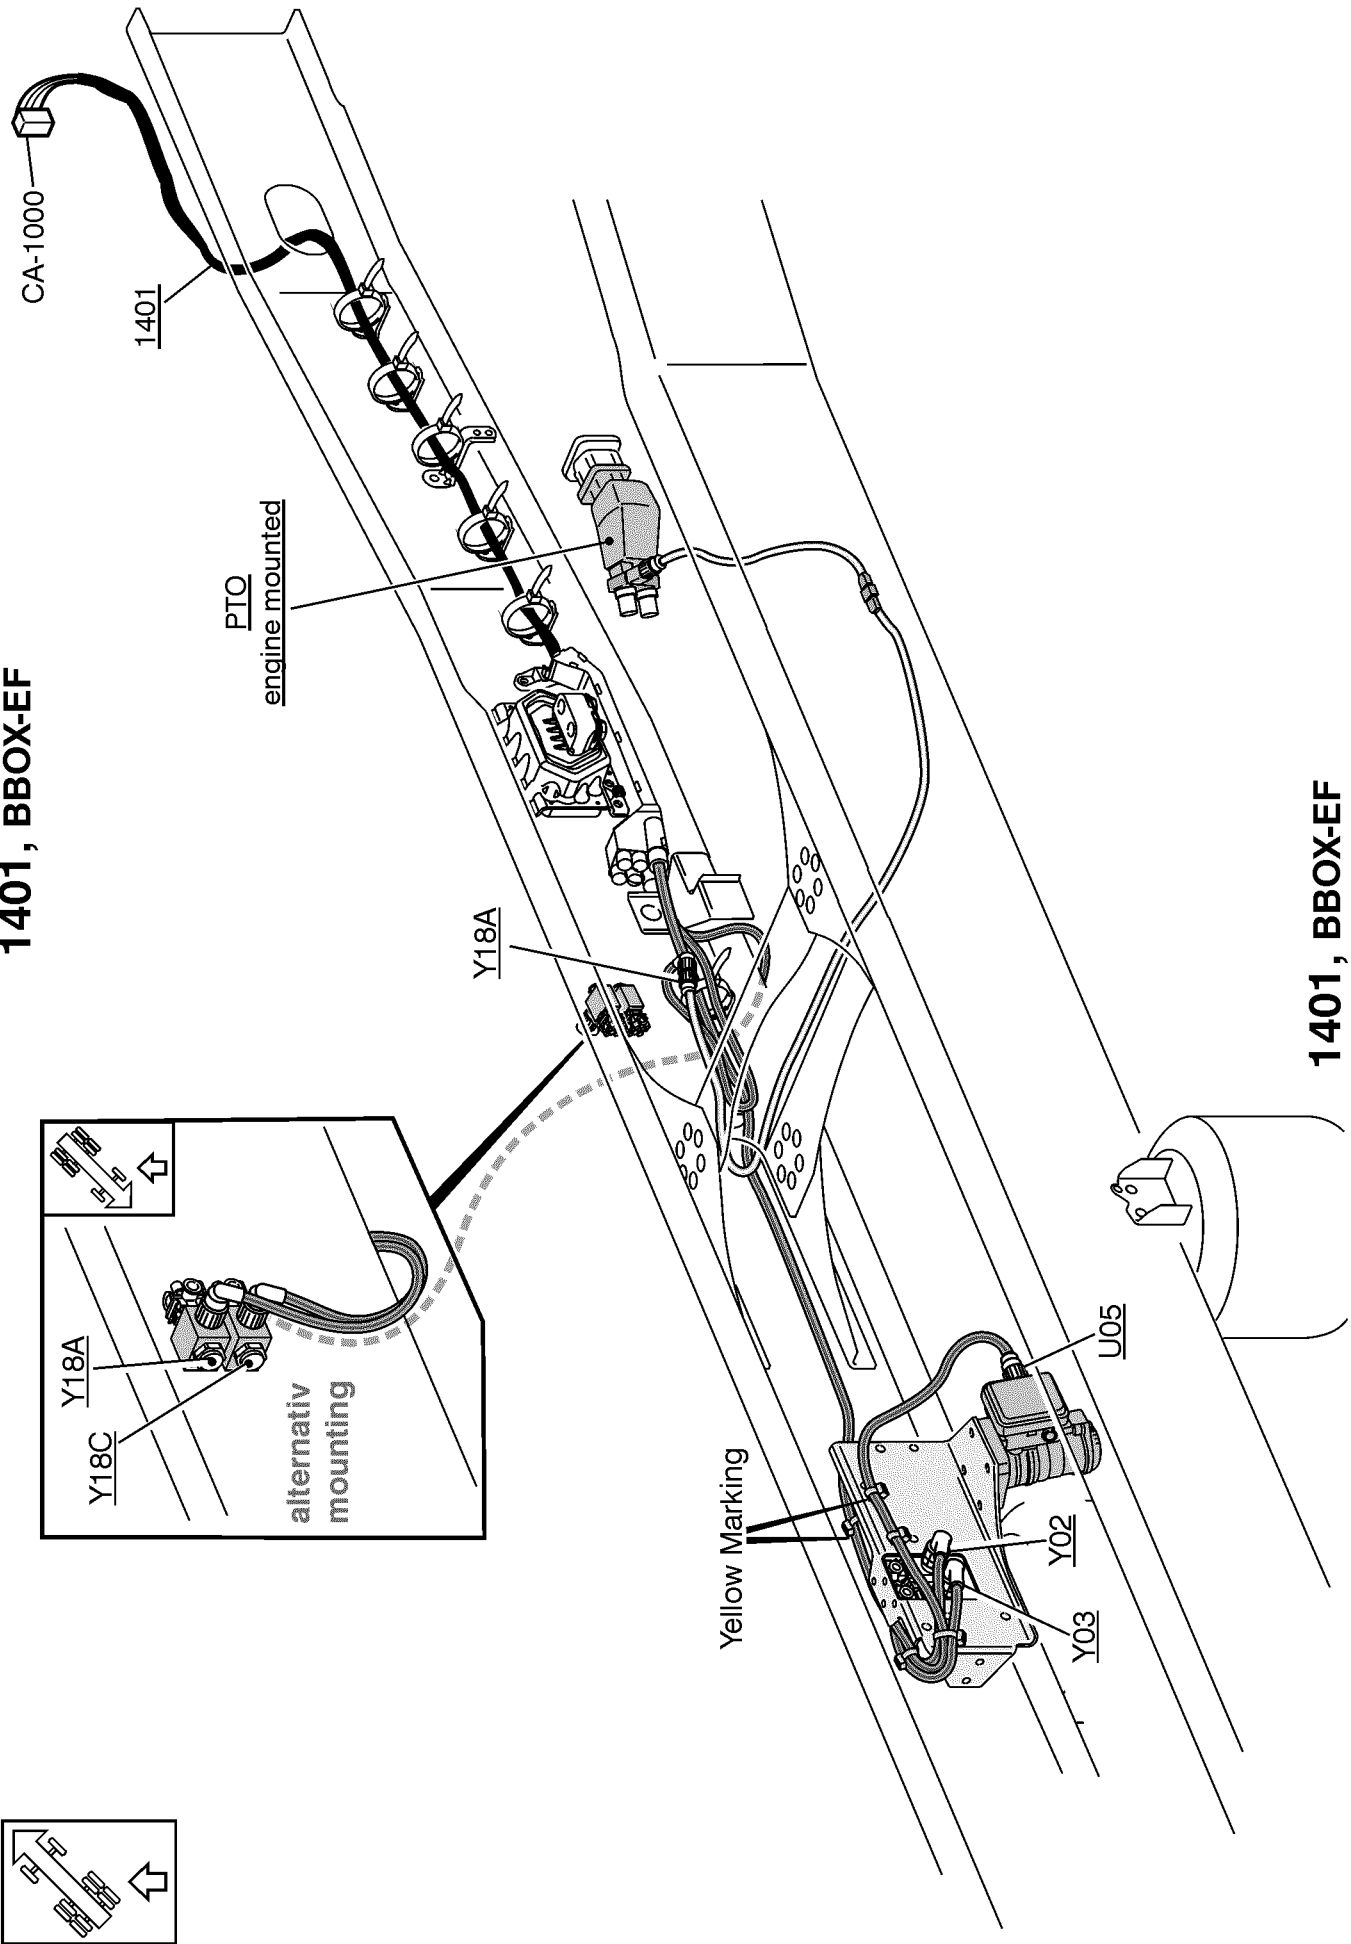 1401, BBOX-EF
CA-1000
1401
PTO
engine mounted
Y18A
Y18A
Y18C
alternativ
mounting
Yellow Marking
U05
Y02
Y03
1401, BBOX-EF